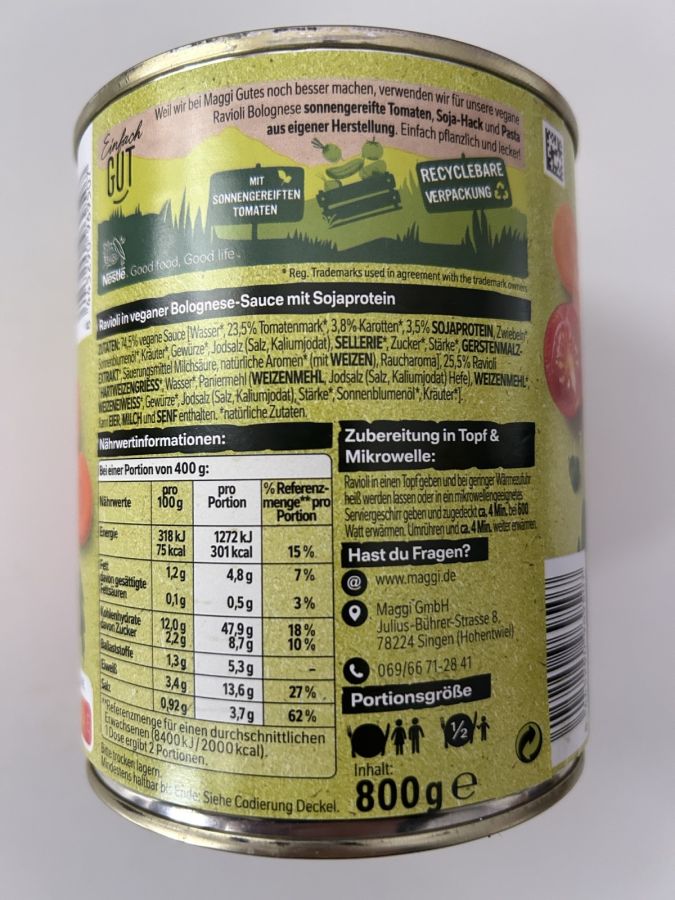 Weil wir bei Maggi Gutes noch besser machen, verwenden wir für unsere vegane
Ravioli Bolognese sonnengereifte Tomaten, Soja-Hack und Pasta
aus eigener Herstellung. Einfach pflanzlich und lecker!
Einfach
GUT
MIT
SONNENGEREIFTEN
TOMATEN
RECYCLEBARE
VERPACKUNG
Nestlé. Good food, Good life
* Reg. Trademarks used in agreement with the trademark owners
Ravioli in veganer Bolognese-Sauce mit Sojaprotein
ZUTATEN: 74,5% vegane Sauce [Wasser*, 23,5% Tomatenmark*, 3,8% Karotten*, 3,5% SOJAPROTEIN, Zwiebeln*,
Sonnenblumenöl*, Kräuter*, Gewürze*, Jodsalz (Salz, Kaliumjodat), SELLERIE*, Zucker*, Stärke*, GERSTENMALZ-
EXTRAKT*, Säuerungsmittel Milchsäure, natürliche Aromen* (mit WEIZEN), Raucharoma], 25,5% Ravioli
HARTWEIZENGRIESS*, Wasser*, Paniermehl (WEIZENMEHL, Jodsalz (Salz, Kaliumjodat) Hefe), WEIZENMEHL*
WEIZENEIWEISS*, Gewürze*, Jodsalz (Salz, Kaliumjodat), Stärke*, Sonnenblumenöl*, Kräuter*].
Kann EIER, MILCH und SENF enthalten. *natürliche Zutaten.
Nährwertinformationen:
Bei einer Portion von 400 g:
Nährwerte pro 100 g pro Portion % Referenz-menge** pro Portion
Energie 318 kJ 1272 kJ
75 kcal 301 kcal 15 %
Fett 1,2 g 4,8 g 7 %
davon gesättigte
Fettsäuren 0,1 g 0,5 g 3 %
Kohlenhydrate 12,0 g 47,9 g 18 %
davon Zucker 2,2 g 8,7 g 10 %
Ballaststoffe 1,3 g 5,3 g -
Eiweiß 3,4 g 13,6 g 27 %
Salz 0,92 g 3,7 g 62 %
**Referenzmenge für einen durchschnittlichen
Erwachsenen (8400 kJ / 2000 kcal).
1 Dose ergibt 2 Portionen.
Bitte trocken lagern.
Mindestens haltbar bis Ende: Siehe Codierung Deckel.
Zubereitung in Topf &
Mikrowelle:
Ravioli in einen Topf geben und bei geringer Wärmezufuhr
heiß werden lassen oder in ein mikrowellengeeignetes
Serviergeschirr geben und zugedeckt ca. 4 Min. bei 600
Watt erwärmen. Umrühren und ca. 4 Min. weiter erwärmen.
Hast du Fragen?
@ www.maggi.de
Maggi GmbH
Julius-Bührer-Strasse 8,
78224 Singen (Hohentwiel)
069/66 71-28 41
Portionsgröße
½
Inhalt:
800 g e